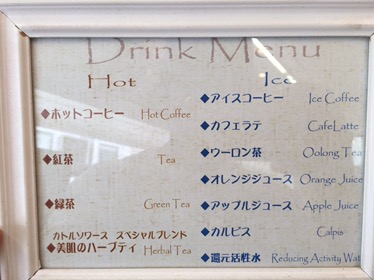 Drink Menu
Hot
Ice
◆ホットコーヒー Hot Coffee
◆紅茶 Tea
◆緑茶 Green Tea
カトルソワース スペシャルブレンド
◆美肌のハーブティ Herbal Tea
◆アイスコーヒー Ice Coffee
◆カフェラテ CafeLatte
◆ウーロン茶 Oolong Tea
◆オレンジジュース Orange Juice
◆アップルジュース Apple Juice
◆カルピス Calpis
◆還元活性水 Reducing Activity Wat